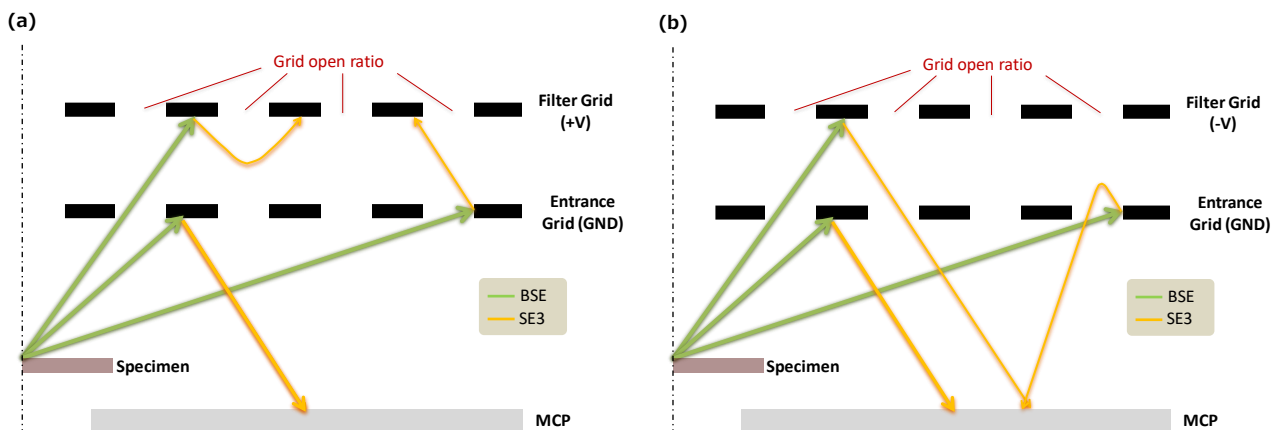 (a)
Grid open ratio
Filter Grid
(+V)
Entrance
Grid (GND)
BSE
SE3
Specimen
MCP
(b)
Grid open ratio
Filter Grid
(-V)
Entrance
Grid (GND)
BSE
SE3
Specimen
MCP